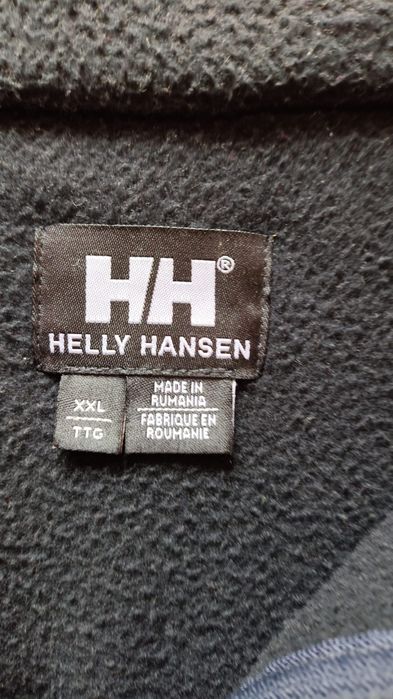 HH®
HELLY HANSEN
XXL
TTG
MADE IN
RUMANIA
FABRIQUE EN
ROUMANIE